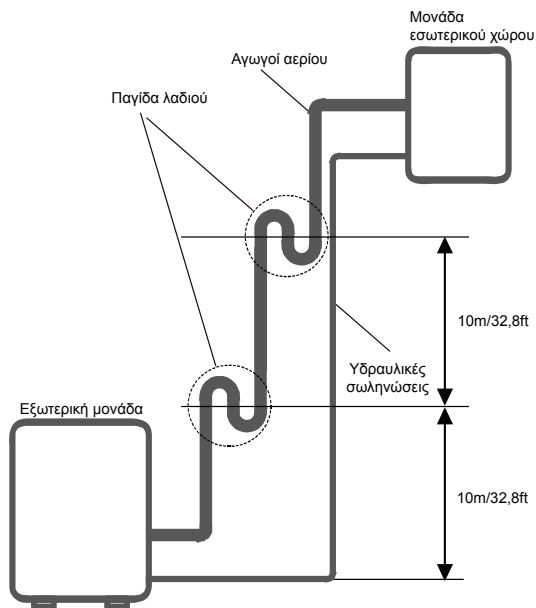 Μονάδα
εσωτερικού χώρου
Αγωγοί αερίου
Παγίδα λαδιού
10m/32,8ft
Υδραυλικές
σωληνώσεις
Εξωτερική μονάδα
10m/32,8ft